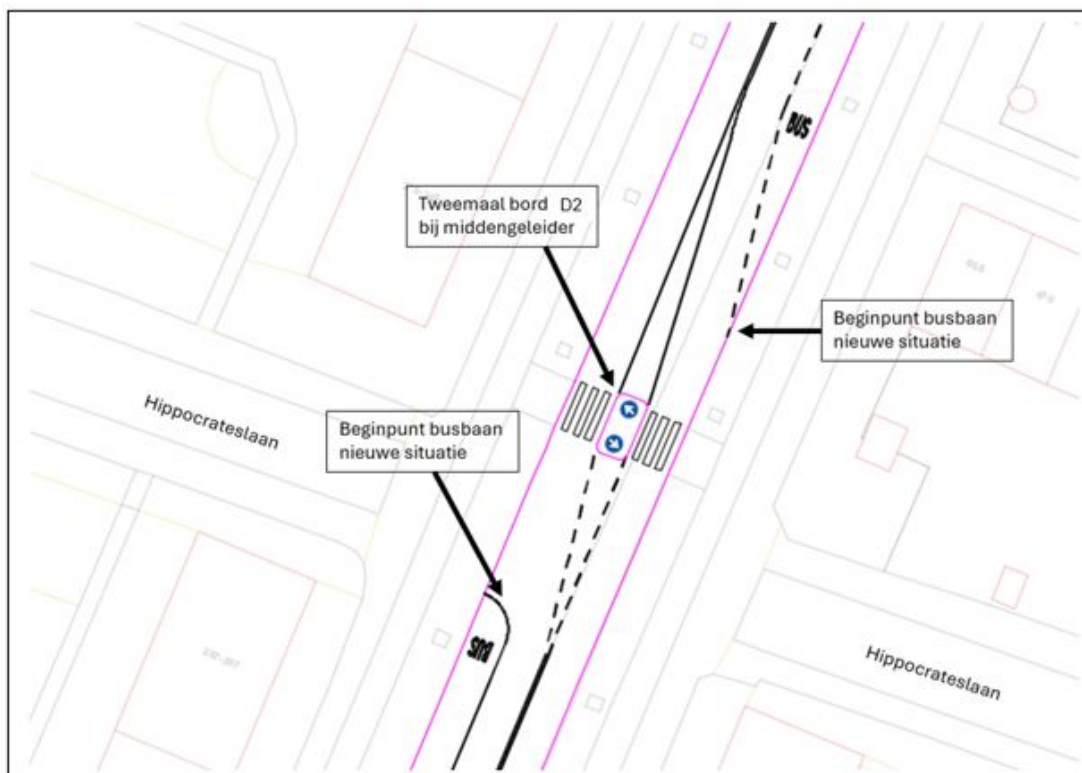 BUS
Tweemaal bord D2
bij middengeleider
Beginpunt busbaan
nieuwe situatie
Hippocrateslaan
Beginpunt busbaan
nieuwe situatie
BUS
Hippocrateslaan